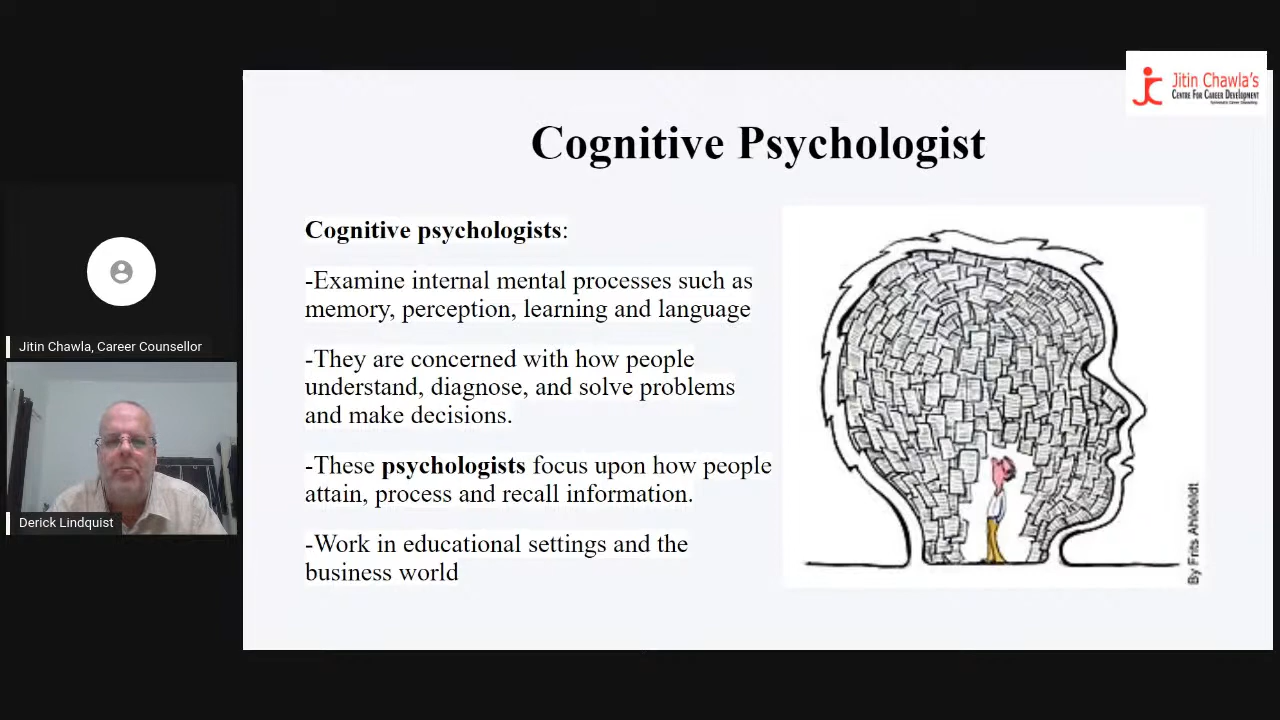 Jitin Chawla's
CENTRE FOR CAREER DEVELOPMENT
Cognitive Psychologist
Cognitive psychologists:
-Examine internal mental processes such as
memory, perception, learning and language
-They are concerned with how people
understand, diagnose, and solve problems
and make decisions.
-These psychologists focus upon how people
attain, process and recall information.
-Work in educational settings and the
business world
By Frits Ahlefeldt
Jitin Chawla, Career Counsellor
Derick Lindquist